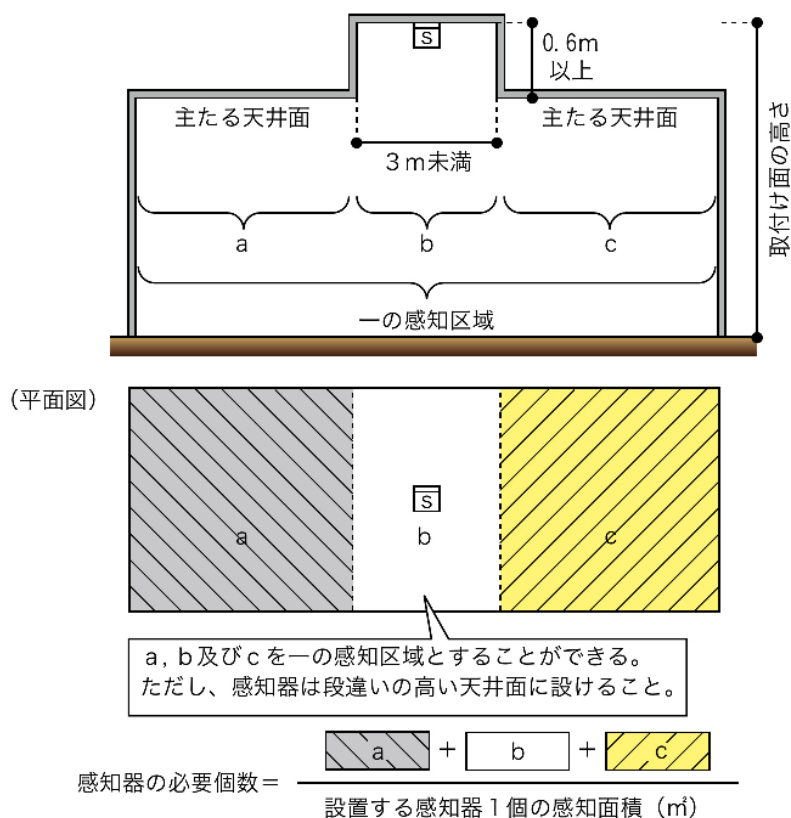 S
0.6m
以上
主たる天井面
主たる天井面
3m未満
取付け面の高さ
a
b
c
一の感知区域
(平面図)
S
a
b
c
a, b及びcを一の感知区域とすることができる。
ただし、感知器は段違いの高い天井面に設けること。
感知器の必要個数=
a + b + c
設置する感知器1個の感知面積(㎡)